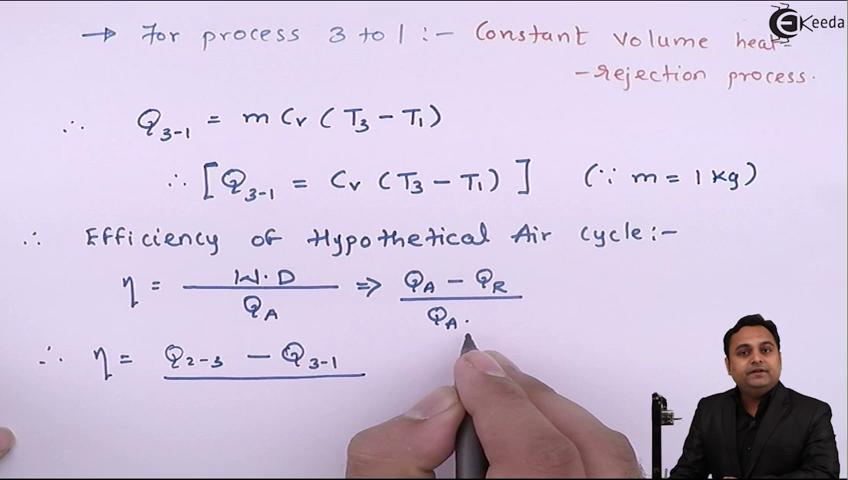 Ekeeda
→ For process 3 to 1 :- Constant volume heat
-rejection process.
∴ Q3-1 = m Cv (T3 - T1)
∴ [Q3-1 = Cv (T3 - T1)] (∵ m = 1 kg)
∴ Efficiency of Hypothetical Air cycle :-
η = W.D / QA ⇒ QA - QR / QA.
∴ η = Q2-3 - Q3-1